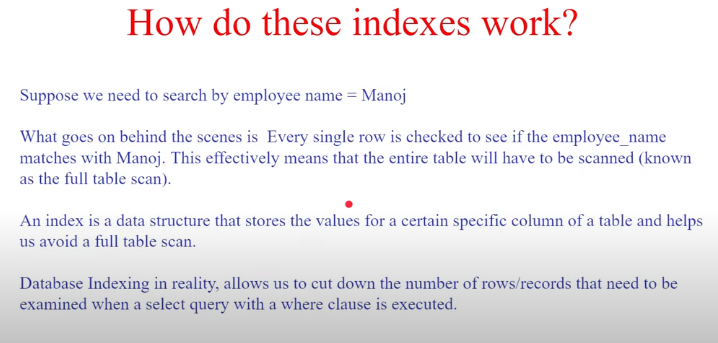 How do these indexes work?
Suppose we need to search by employee name = Manoj
What goes on behind the scenes is  Every single row is checked to see if the employee_name
matches with Manoj. This effectively means that the entire table will have to be scanned (known
as the full table scan).
An index is a data structure that stores the values for a certain specific column of a table and helps
us avoid a full table scan.
Database Indexing in reality, allows us to cut down the number of rows/records that need to be
examined when a select query with a where clause is executed.